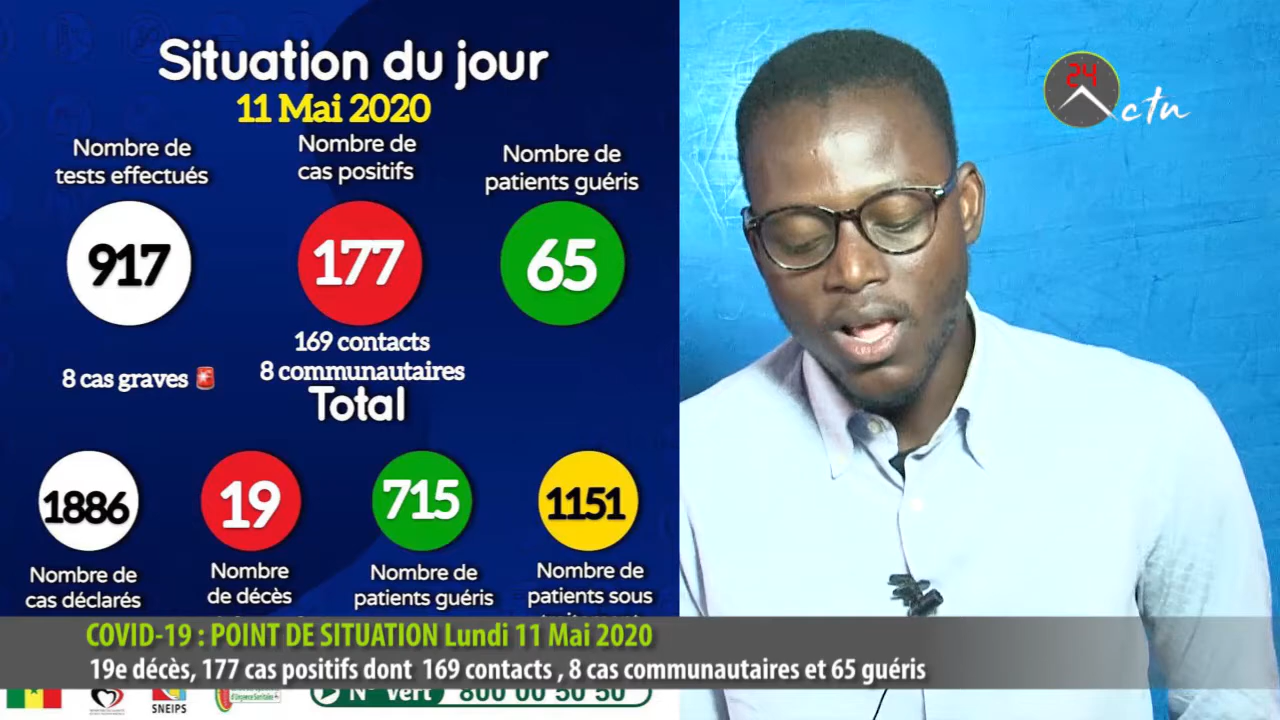 Situation du jour
11 Mai 2020
Nombre de
tests effectués
Nombre de
cas positifs
Nombre de
patients guéris
917
177
65
169 contacts
8 communautaires
8 cas graves
Total
1886
19
715
1151
Nombre de
cas déclarés
Nombre
de décès
Nombre de
patients guéris
Nombre de
patients sous
COVID-19 : POINT DE SITUATION Lundi 11 Mai 2020
19e décès, 177 cas positifs dont 169 contacts , 8 cas communautaires et 65 guéris
SNEIPS
N° Vert 800 00 50 50
24
ctu